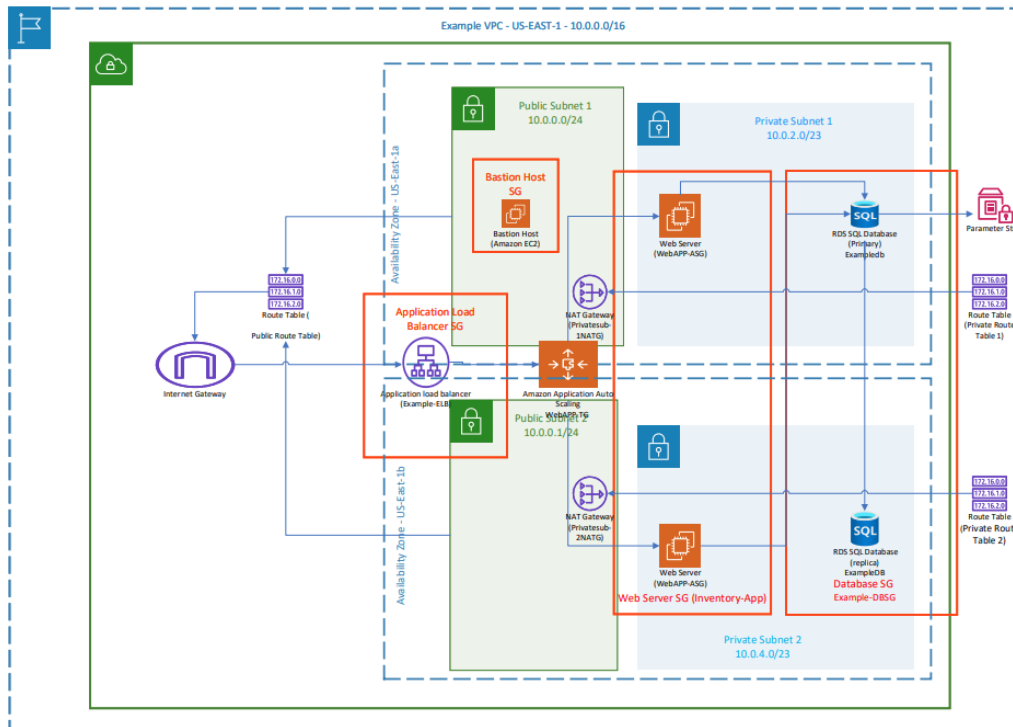 Example VPC - US-EAST-1 - 10.0.0.0/16
Availability Zone - US-East-1a
Public Subnet 1
10.0.0.0/24
Private Subnet 1
10.0.2.0/23
Bastion Host
SG
Bastion Host
(Amazon EC2)
Web Server
(WebAPP-ASG)
SQL
RDS SQL Database
(Primary)
Exampledb
Parameter St
172.16.0.0
172.16.1.0
172.16.2.0
Route Table (
Public Route Table)
NAT Gateway
(Privatesub-
1NATG)
172.16.0.0
172.16.1.0
172.16.2.0
Route Table
(Private Route
Table 1)
Application Load
Balancer SG
Internet Gateway
Application load balancer
(Example-ELB)
Amazon Application Auto
Scaling
WebAPP-TG
Availability Zone - US-East-1b
Public Subnet 2
10.0.0.1/24
NAT Gateway
(Privatesub-
2NATG)
172.16.0.0
172.16.1.0
172.16.2.0
Route Table
(Private Rout
Table 2)
Web Server
(WebAPP-ASG)
Web Server SG (Inventory-App)
SQL
RDS SQL Database
(replica)
ExampleDB
Database SG
Example-DBSG
Private Subnet 2
10.0.4.0/23